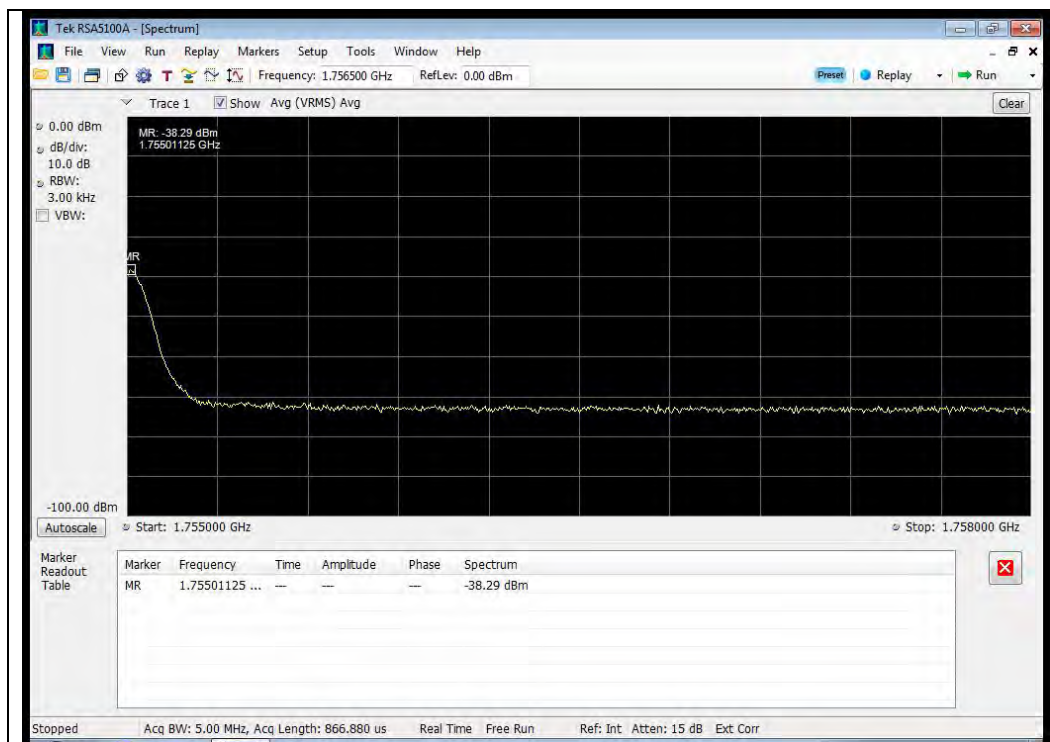 Tek RSA5100A - [Spectrum]
File View Run Replay Markers Setup Tools Window Help
T Frequency: 1.756500 GHz RefLev: 0.00 dBm Preset Replay Run
Trace 1 Show Avg (VRMS) Avg Clear
0.00 dBm
dB/div:
10.0 dB
RBW:
3.00 kHz
VBW:
MR: -38.29 dBm
1.75501125 GHz
MR
-100.00 dBm
Autoscale Start: 1.755000 GHz Stop: 1.758000 GHz
Marker
Readout
Table
Marker Frequency Time Amplitude Phase Spectrum
MR 1.75501125 ... --- --- --- -38.29 dBm
Stopped Acq BW: 5.00 MHz, Acq Length: 866.880 us Real Time Free Run Ref: Int Atten: 15 dB Ext Corr